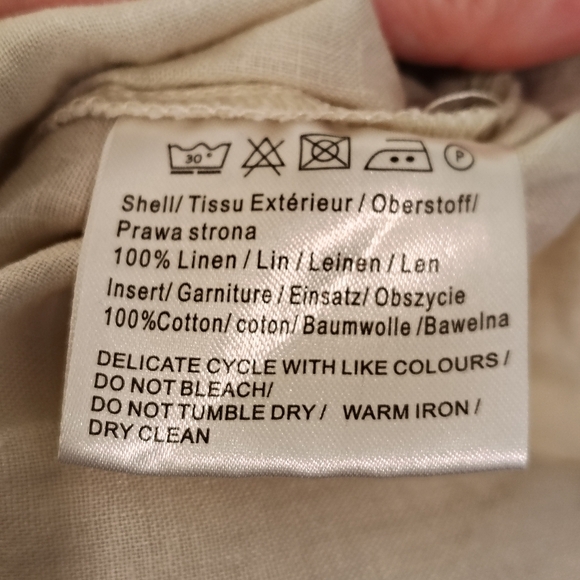 30°
P
Shell/ Tissu Extérieur / Oberstoff/
Prawa strona
100% Linen / Lin / Leinen / Len
Insert/ Garniture / Einsatz/ Obszycie
100%Cotton/ coton/ Baumwolle /Bawelna
DELICATE CYCLE WITH LIKE COLOURS /
DO NOT BLEACH/
DO NOT TUMBLE DRY / WARM IRON /
DRY CLEAN